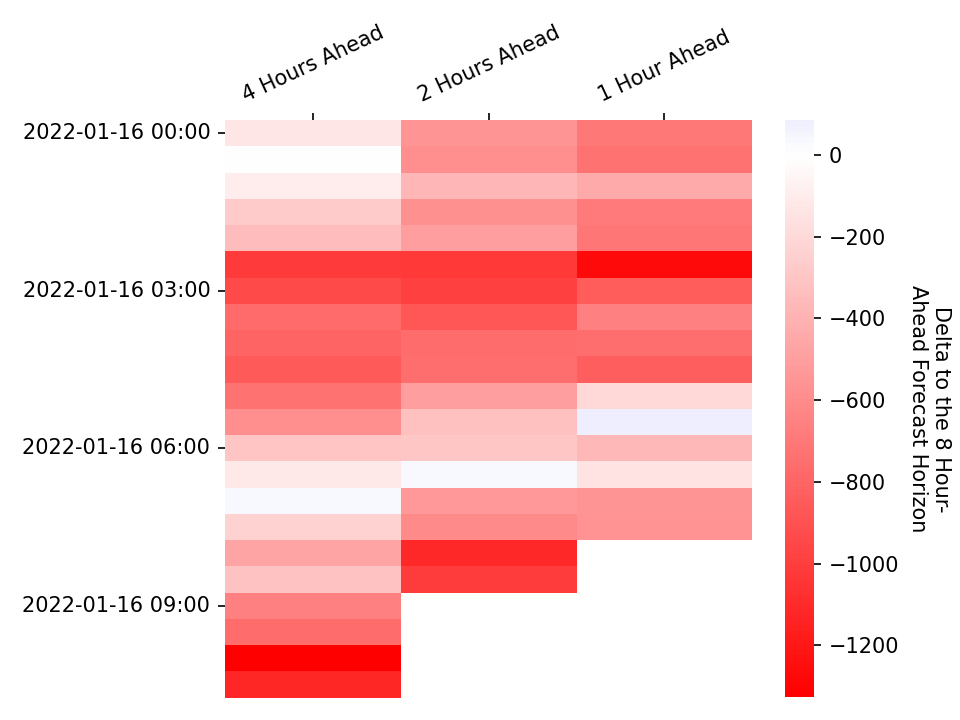 4 Hours Ahead
2 Hours Ahead
1 Hour Ahead
2022-01-16 00:00
2022-01-16 03:00
2022-01-16 06:00
2022-01-16 09:00
0
−200
−400
−600
−800
−1000
−1200
Delta to the 8 Hour-
Ahead Forecast Horizon